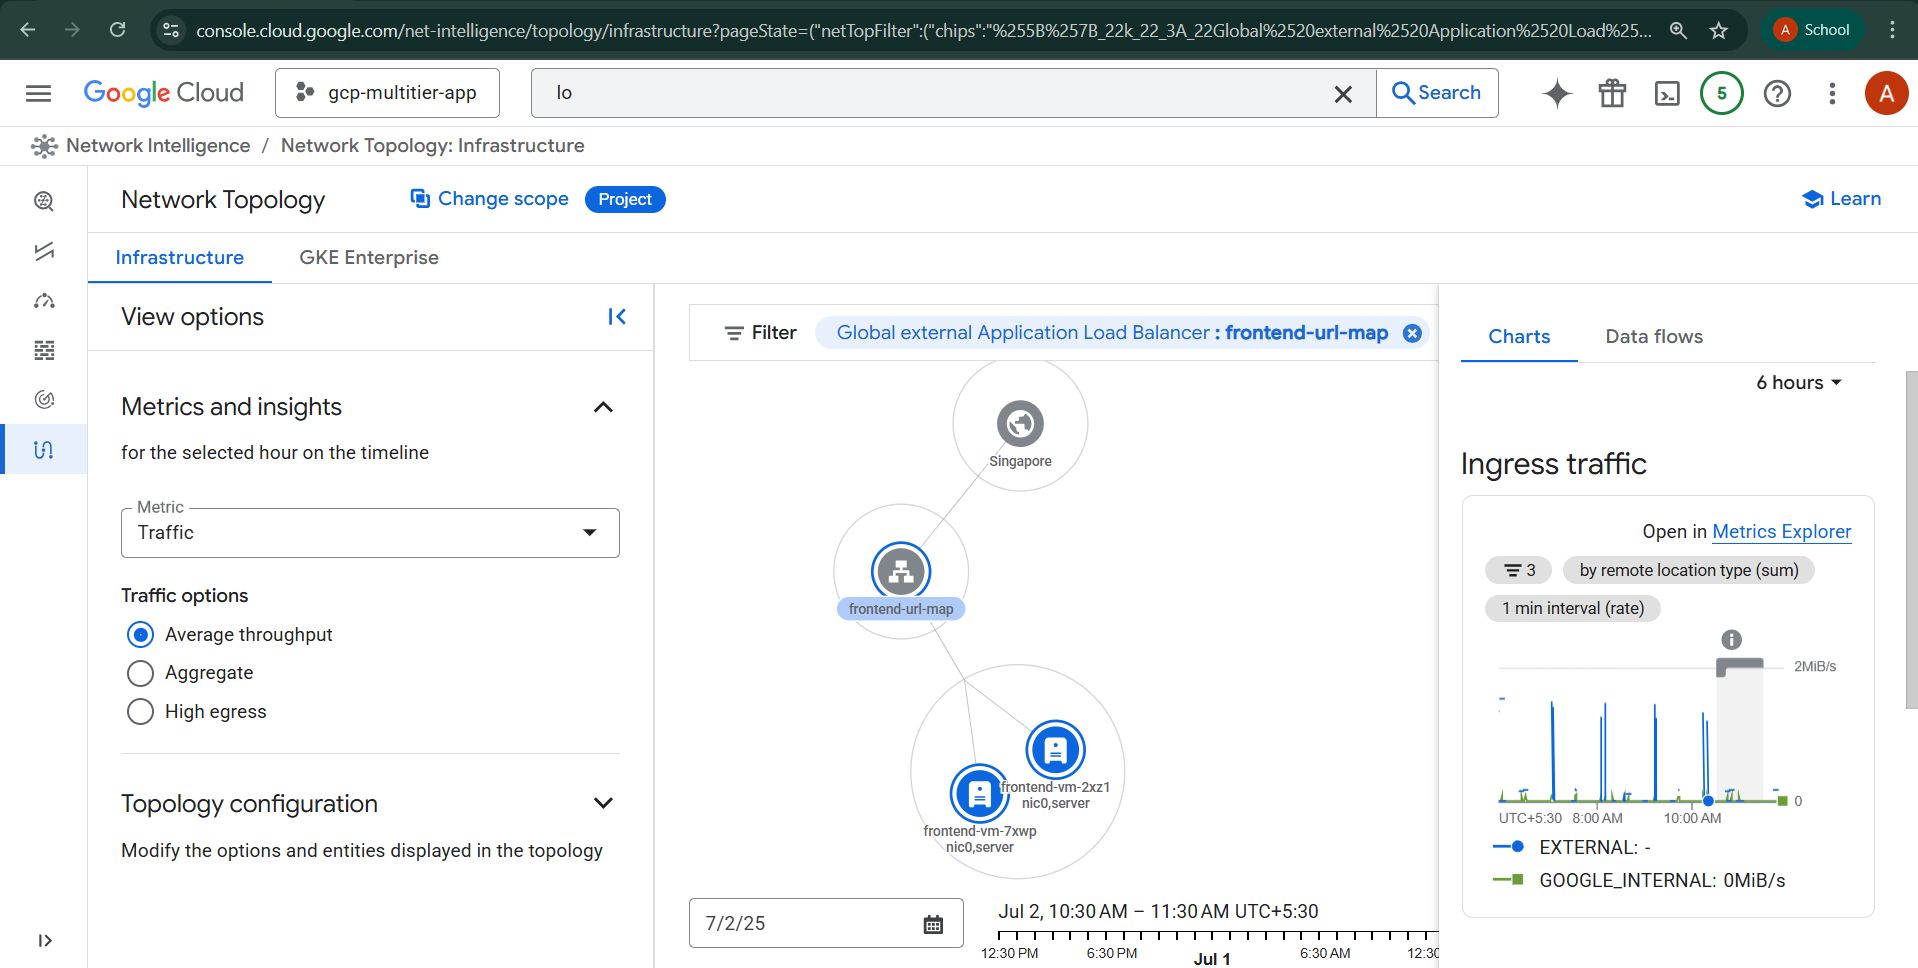 console.cloud.google.com/net-intelligence/topology/infrastructure?pageState=("netTopFilter":("chips":"%255B%257B_22k_22_3A_22Global%2520external%2520Application%2520Load%25...
A School
Google Cloud
gcp-multitier-app
lo
Search
5
A
Network Intelligence / Network Topology: Infrastructure
Network Topology
Change scope
Project
Learn
Infrastructure
GKE Enterprise
View options
Metrics and insights
for the selected hour on the timeline
Metric
Traffic
Traffic options
Average throughput
Aggregate
High egress
Topology configuration
Modify the options and entities displayed in the topology
Filter
Global external Application Load Balancer : frontend-url-map
Singapore
frontend-url-map
frontend-vm-2xz1
nic0,server
frontend-vm-7xwp
nic0,server
7/2/25
Jul 2, 10:30 AM – 11:30 AM UTC+5:30
12:30 PM
6:30 PM
Jul 1
6:30 AM
12:30
Charts
Data flows
6 hours
Ingress traffic
Open in Metrics Explorer
3
by remote location type (sum)
1 min interval (rate)
2MiB/s
0
UTC+5:30
8:00 AM
10:00 AM
EXTERNAL: -
GOOGLE_INTERNAL: 0MiB/s